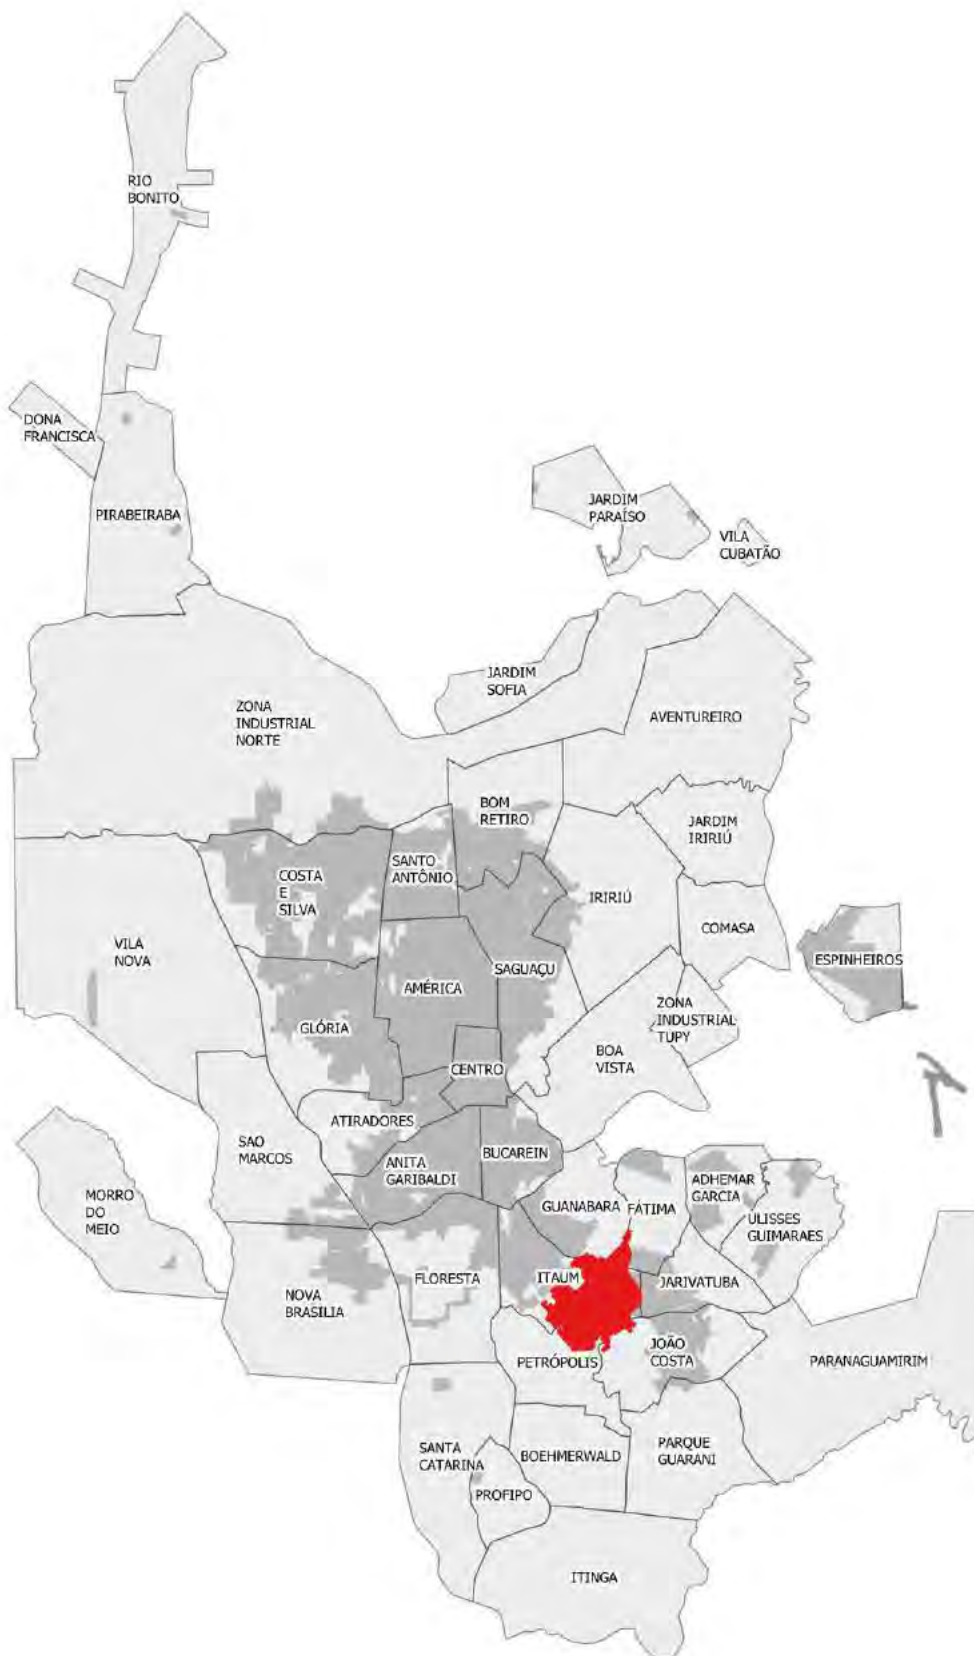 RIO
BONITO
DONA
FRANCISCA
PIRABEIRABA
JARDIM
PARAÍSO
VILA
CUBATÃO
JARDIM
SOFIA
ZONA
INDUSTRIAL
NORTE
AVENTUREIRO
BOM
RETIRO
JARDIM
IRIRIÚ
SANTO
ANTÔNIO
COSTA
E
SILVA
IRIRIÚ
COMASA
VILA
NOVA
ESPINHEIROS
SAGUAÇU
AMÉRICA
ZONA
INDUSTRIAL
TUPY
GLÓRIA
BOA
VISTA
CENTRO
ATIRADORES
SAO
MARCOS
BUCAREIN
ANITA
GARIBALDI
ADHEMAR
GARCIA
MORRO
DO
MEIO
GUANABARA
FÁTIMA
ULISSES
GUIMARAES
FLORESTA
ITAUM
JARIVATUBA
NOVA
BRASILIA
JOÃO
COSTA
PETRÓPOLIS
PARANAGUAMIRIM
SANTA
CATARINA
BOEHMERWALD
PARQUE
GUARANI
PROFIPO
ITINGA